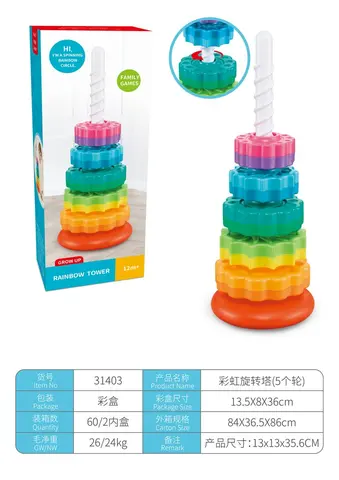 HI,
I'M A SPINNING
RAINBOW
CIRCLE.
FAMILY
GAMES
GROW UP
RAINBOW TOWER
货号
Item No
31403
产品名称
Product Name
彩虹旋转塔(5个轮)
包装
Package
彩盒
彩盒尺寸
Package Size
13.5X8X36cm
装箱数
Quantity
60/2内盒
外箱规格
Carton Size
84X36.5X86cm
毛净重
GW/NW
26/24kg
备注
Remark
产品尺寸:13x13x35.6CM